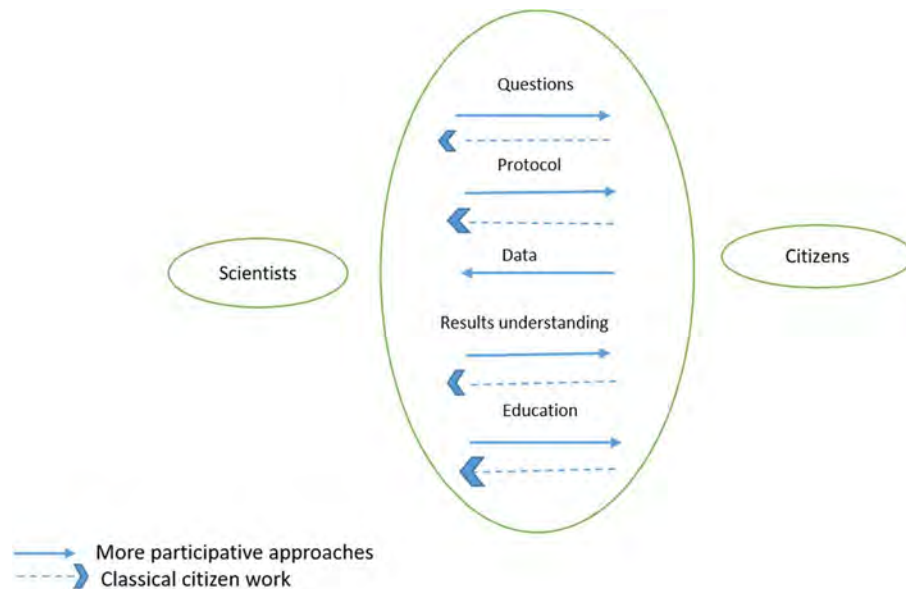 Questions
Protocol
Scientists
Data
Citizens
Results understanding
Education
More participative approaches
Classical citizen work